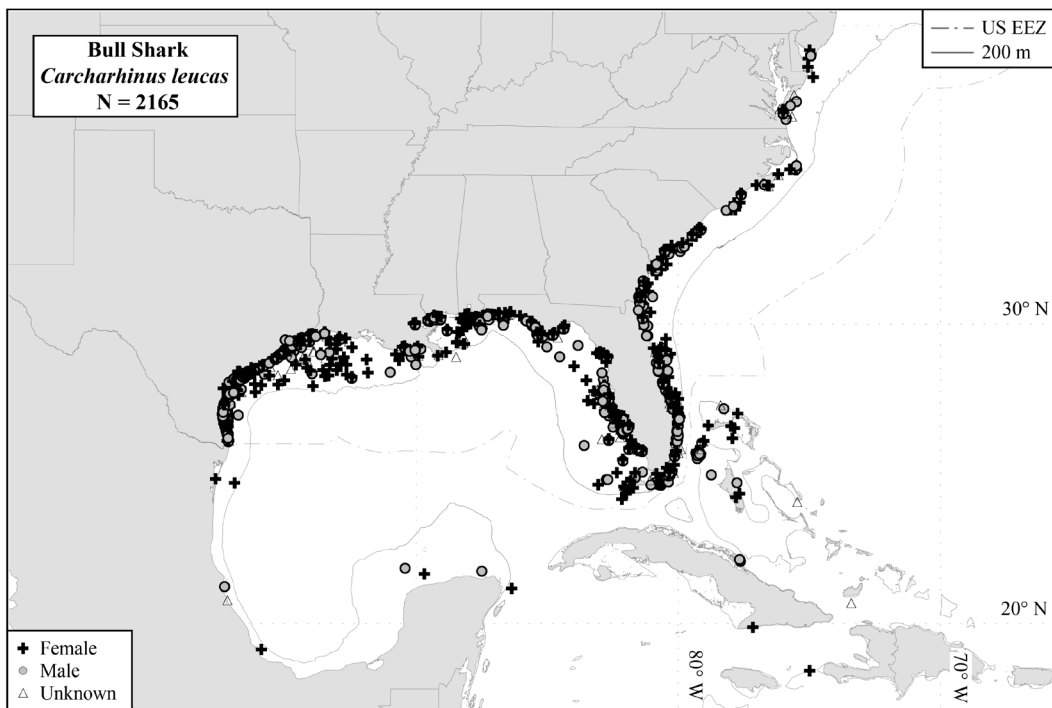 Bull Shark
Carcharhinus leucas
N = 2165
US EEZ
200 m
30° N
20° N
80° W
70° W
Female
Male
Unknown